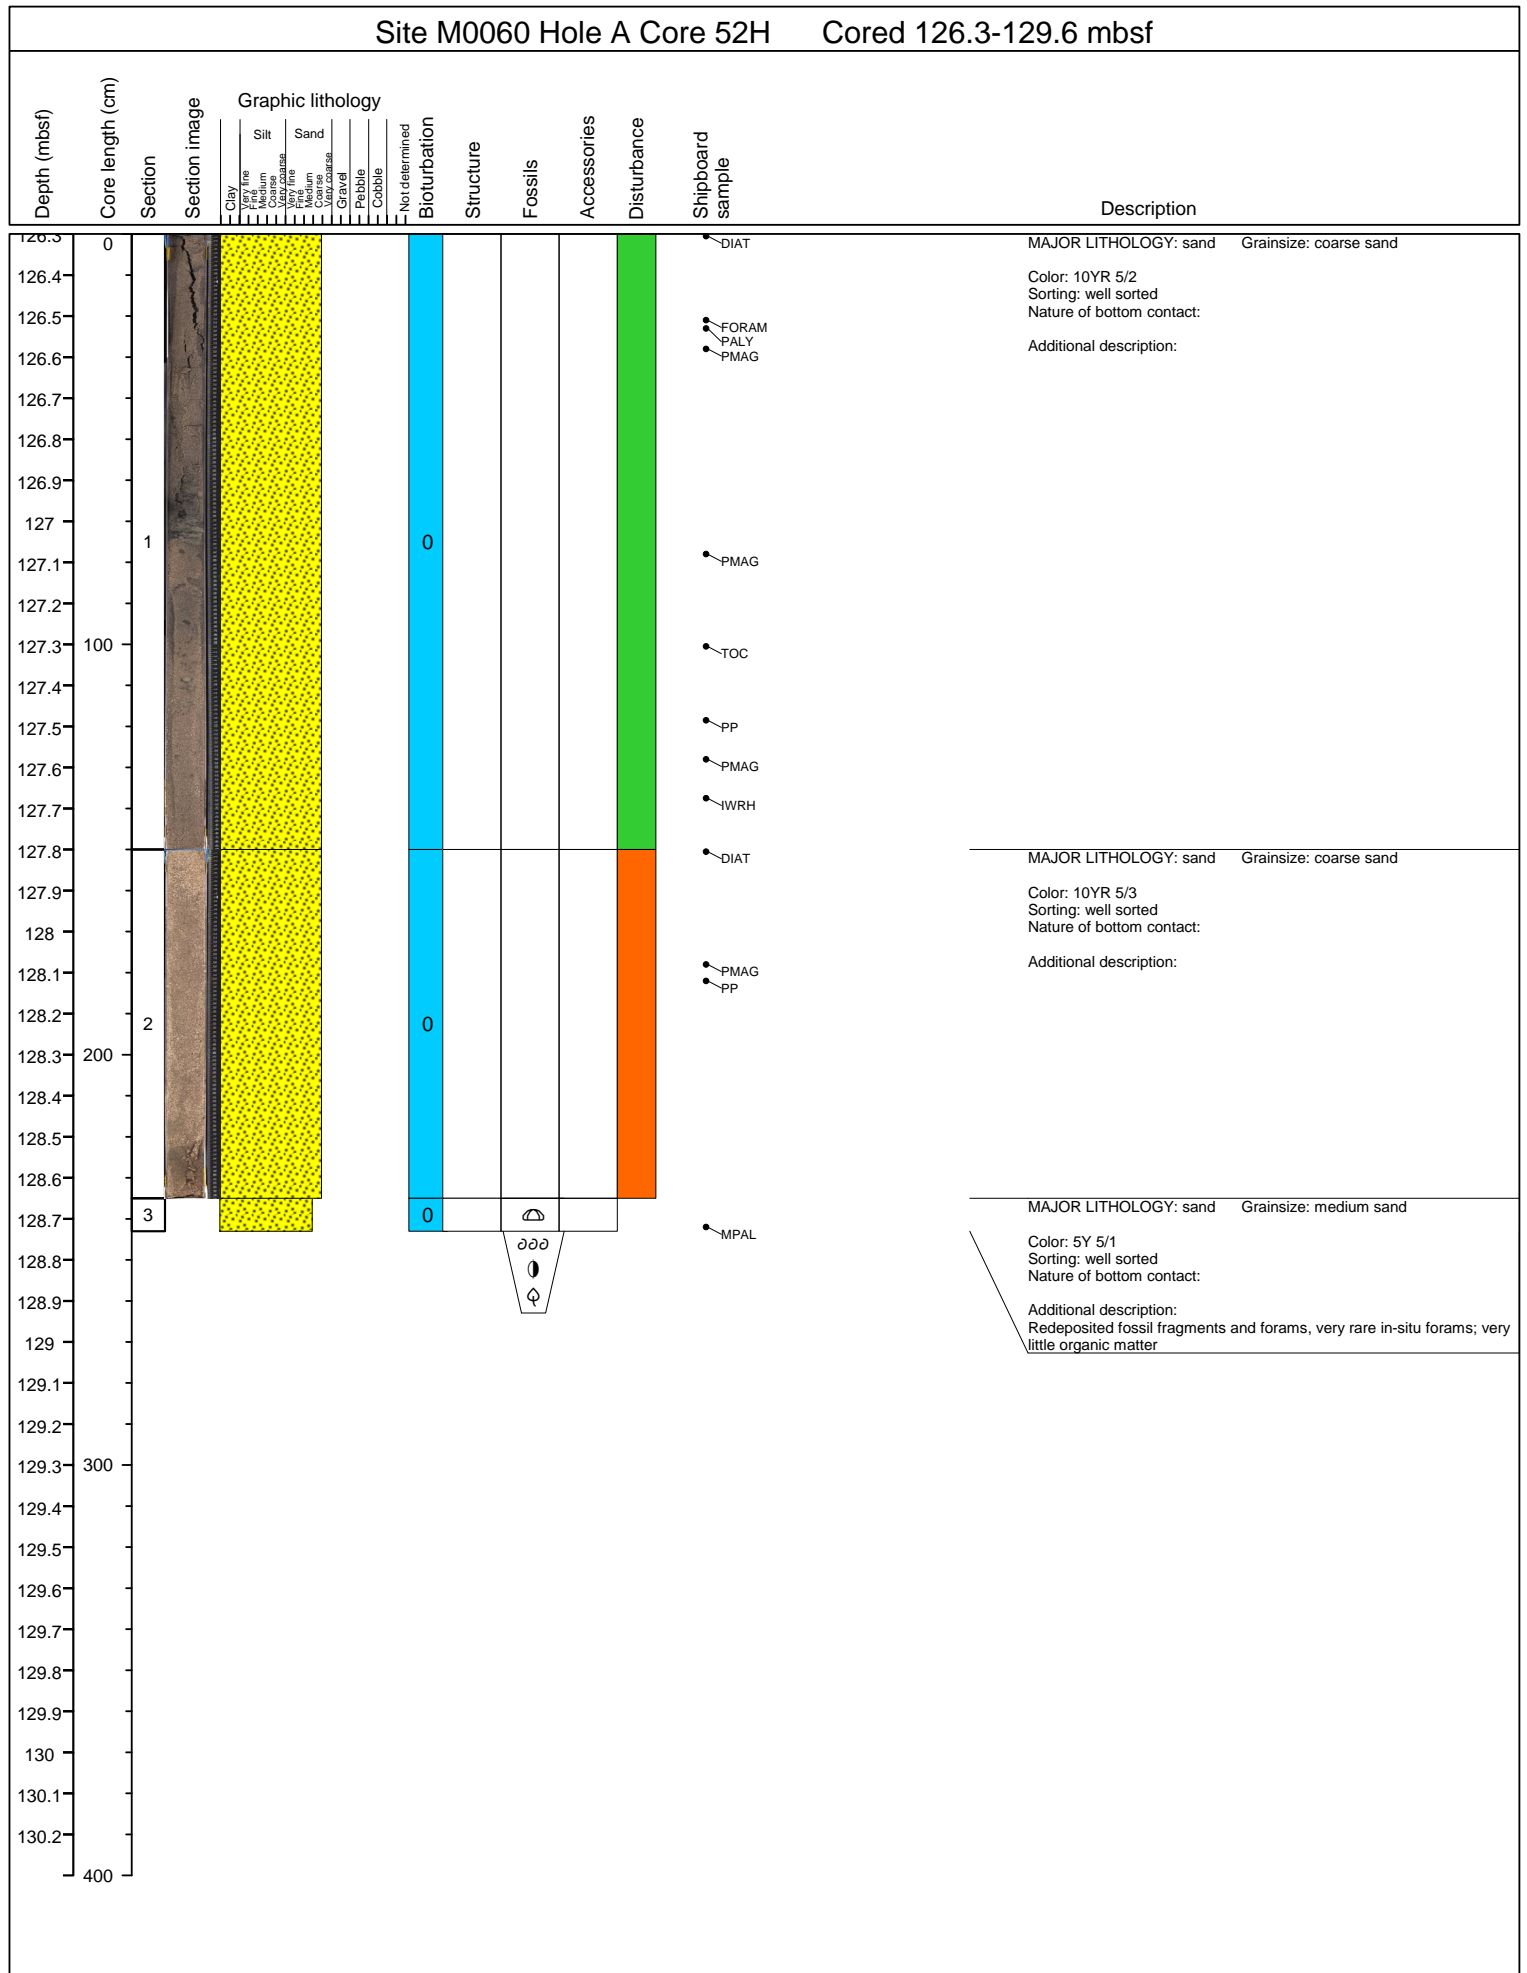 Site M0060 Hole A Core 52H Cored 126.3-129.6 mbsf
Depth (mbsf)
Core length (cm)
Section
Section image
Graphic lithology
Clay
Silt
Very fine
Fine
Medium
Coarse
Very coarse
Sand
Very fine
Fine
Medium
Coarse
Very coarse
Gravel
Pebble
Cobble
Not determined
Bioturbation
Structure
Fossils
Accessories
Disturbance
Shipboard
sample
Description
126.3 0 DIAT MAJOR LITHOLOGY: sand Grainsize: coarse sand
126.4 Color: 10YR 5/2
Sorting: well sorted
126.5 FORAM Nature of bottom contact:
PALY
126.6 PMAG Additional description:
126.7
126.8
126.9
127
1 0
127.1 PMAG
127.2
127.3 100 TOC
127.4
127.5 PP
127.6 PMAG
127.7 IWRH
127.8 DIAT MAJOR LITHOLOGY: sand Grainsize: coarse sand
127.9 Color: 10YR 5/3
Sorting: well sorted
128 Nature of bottom contact:
128.1 PMAG Additional description:
PP
128.2 2 0
128.3 200
128.4
128.5
128.6
128.7 3 0 MPAL MAJOR LITHOLOGY: sand Grainsize: medium sand
Color: 5Y 5/1
128.8 Sorting: well sorted
Nature of bottom contact:
128.9 Additional description:
129 Redeposited fossil fragments and forams, very rare in-situ forams; very
little organic matter
129.1
129.2
129.3 300
129.4
129.5
129.6
129.7
129.8
129.9
130
130.1
130.2
400